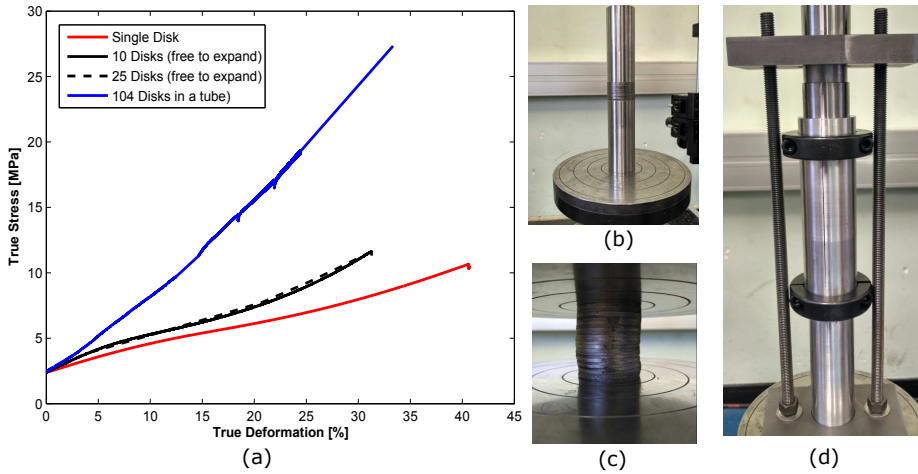 30
25
20
15
10
5
0
True Stress [MPa]
Single Disk
10 Disks (free to expand)
25 Disks (free to expand)
104 Disks in a tube)
0 5 10 15 20 25 30 35 40 45
True Deformation [%]
(a)
(b)
(c)
(d)